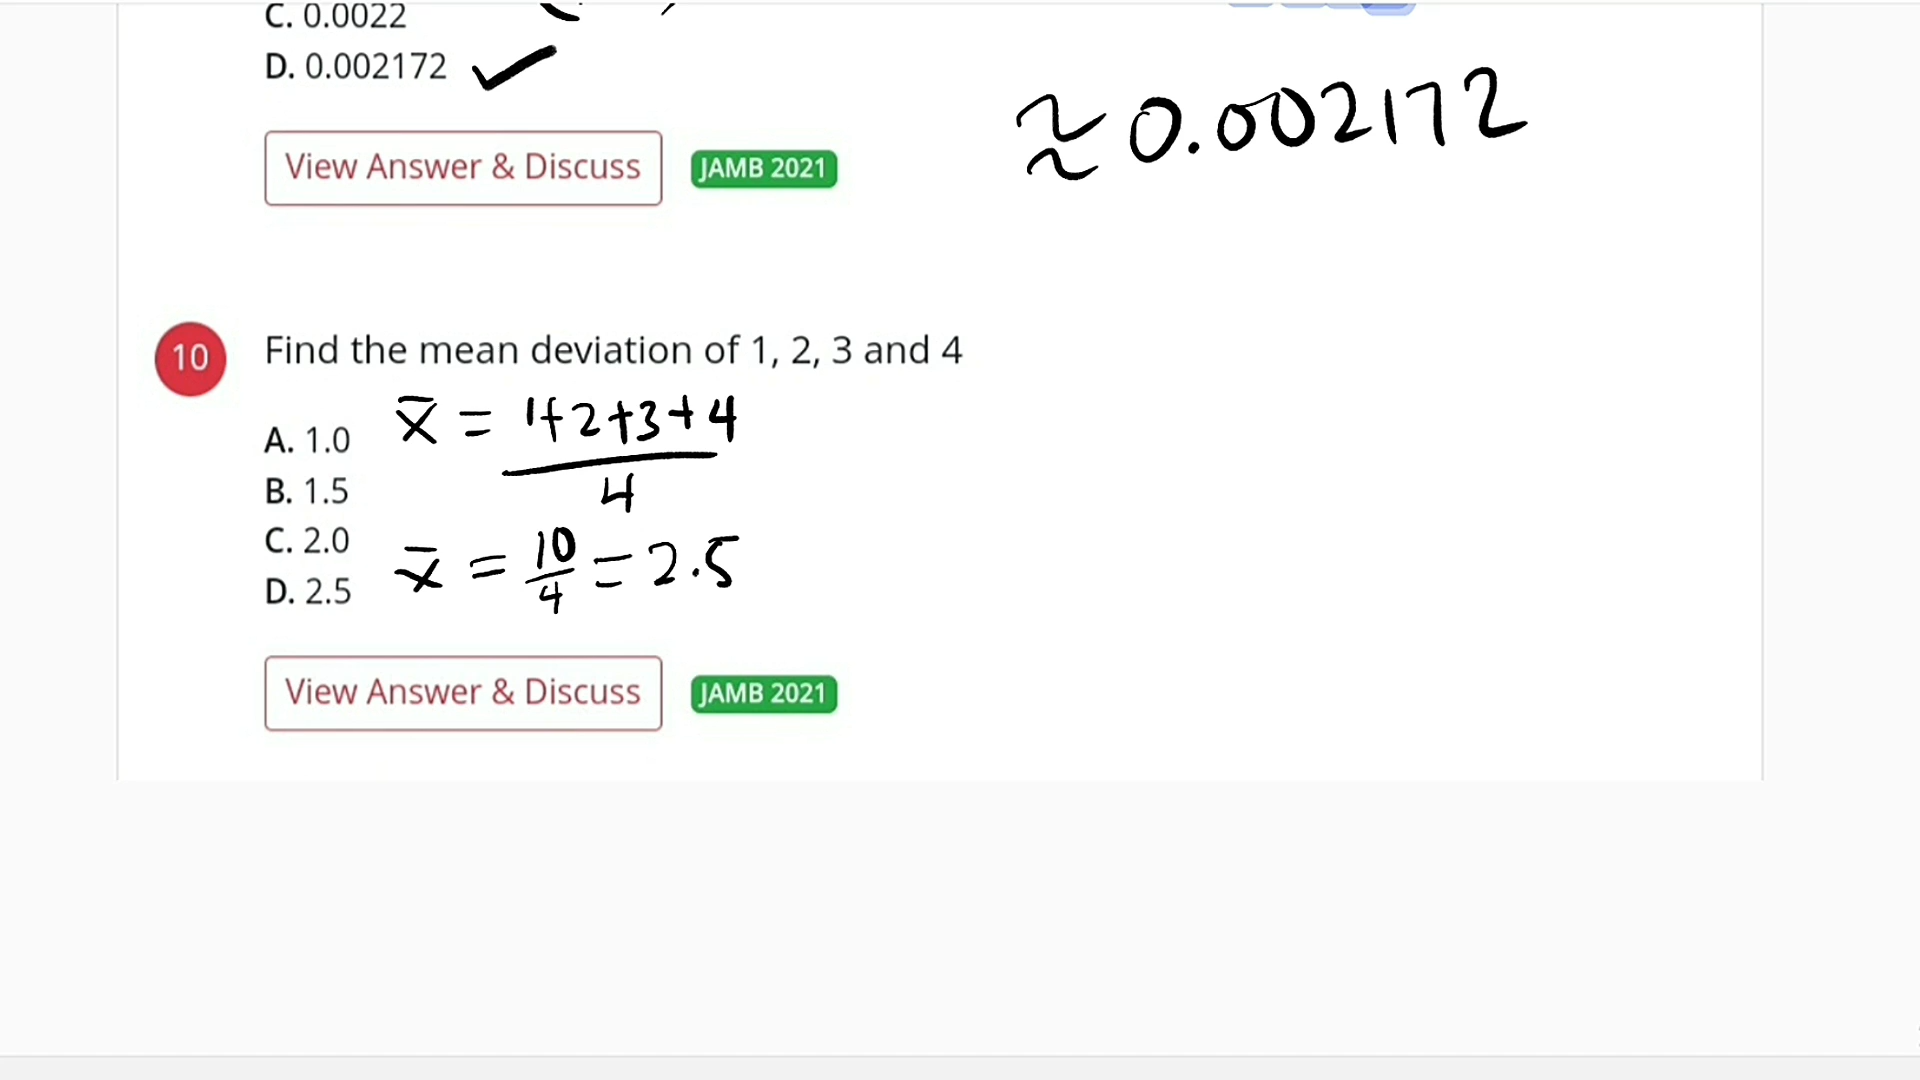 C. 0.0022
D. 0.002172 ✓
≈ 0.002172
View Answer & Discuss JAMB 2021
10 Find the mean deviation of 1, 2, 3 and 4
A. 1.0
B. 1.5
C. 2.0
D. 2.5
x̄ = 1+2+3+4
4
x̄ = 10/4 = 2.5
View Answer & Discuss JAMB 2021